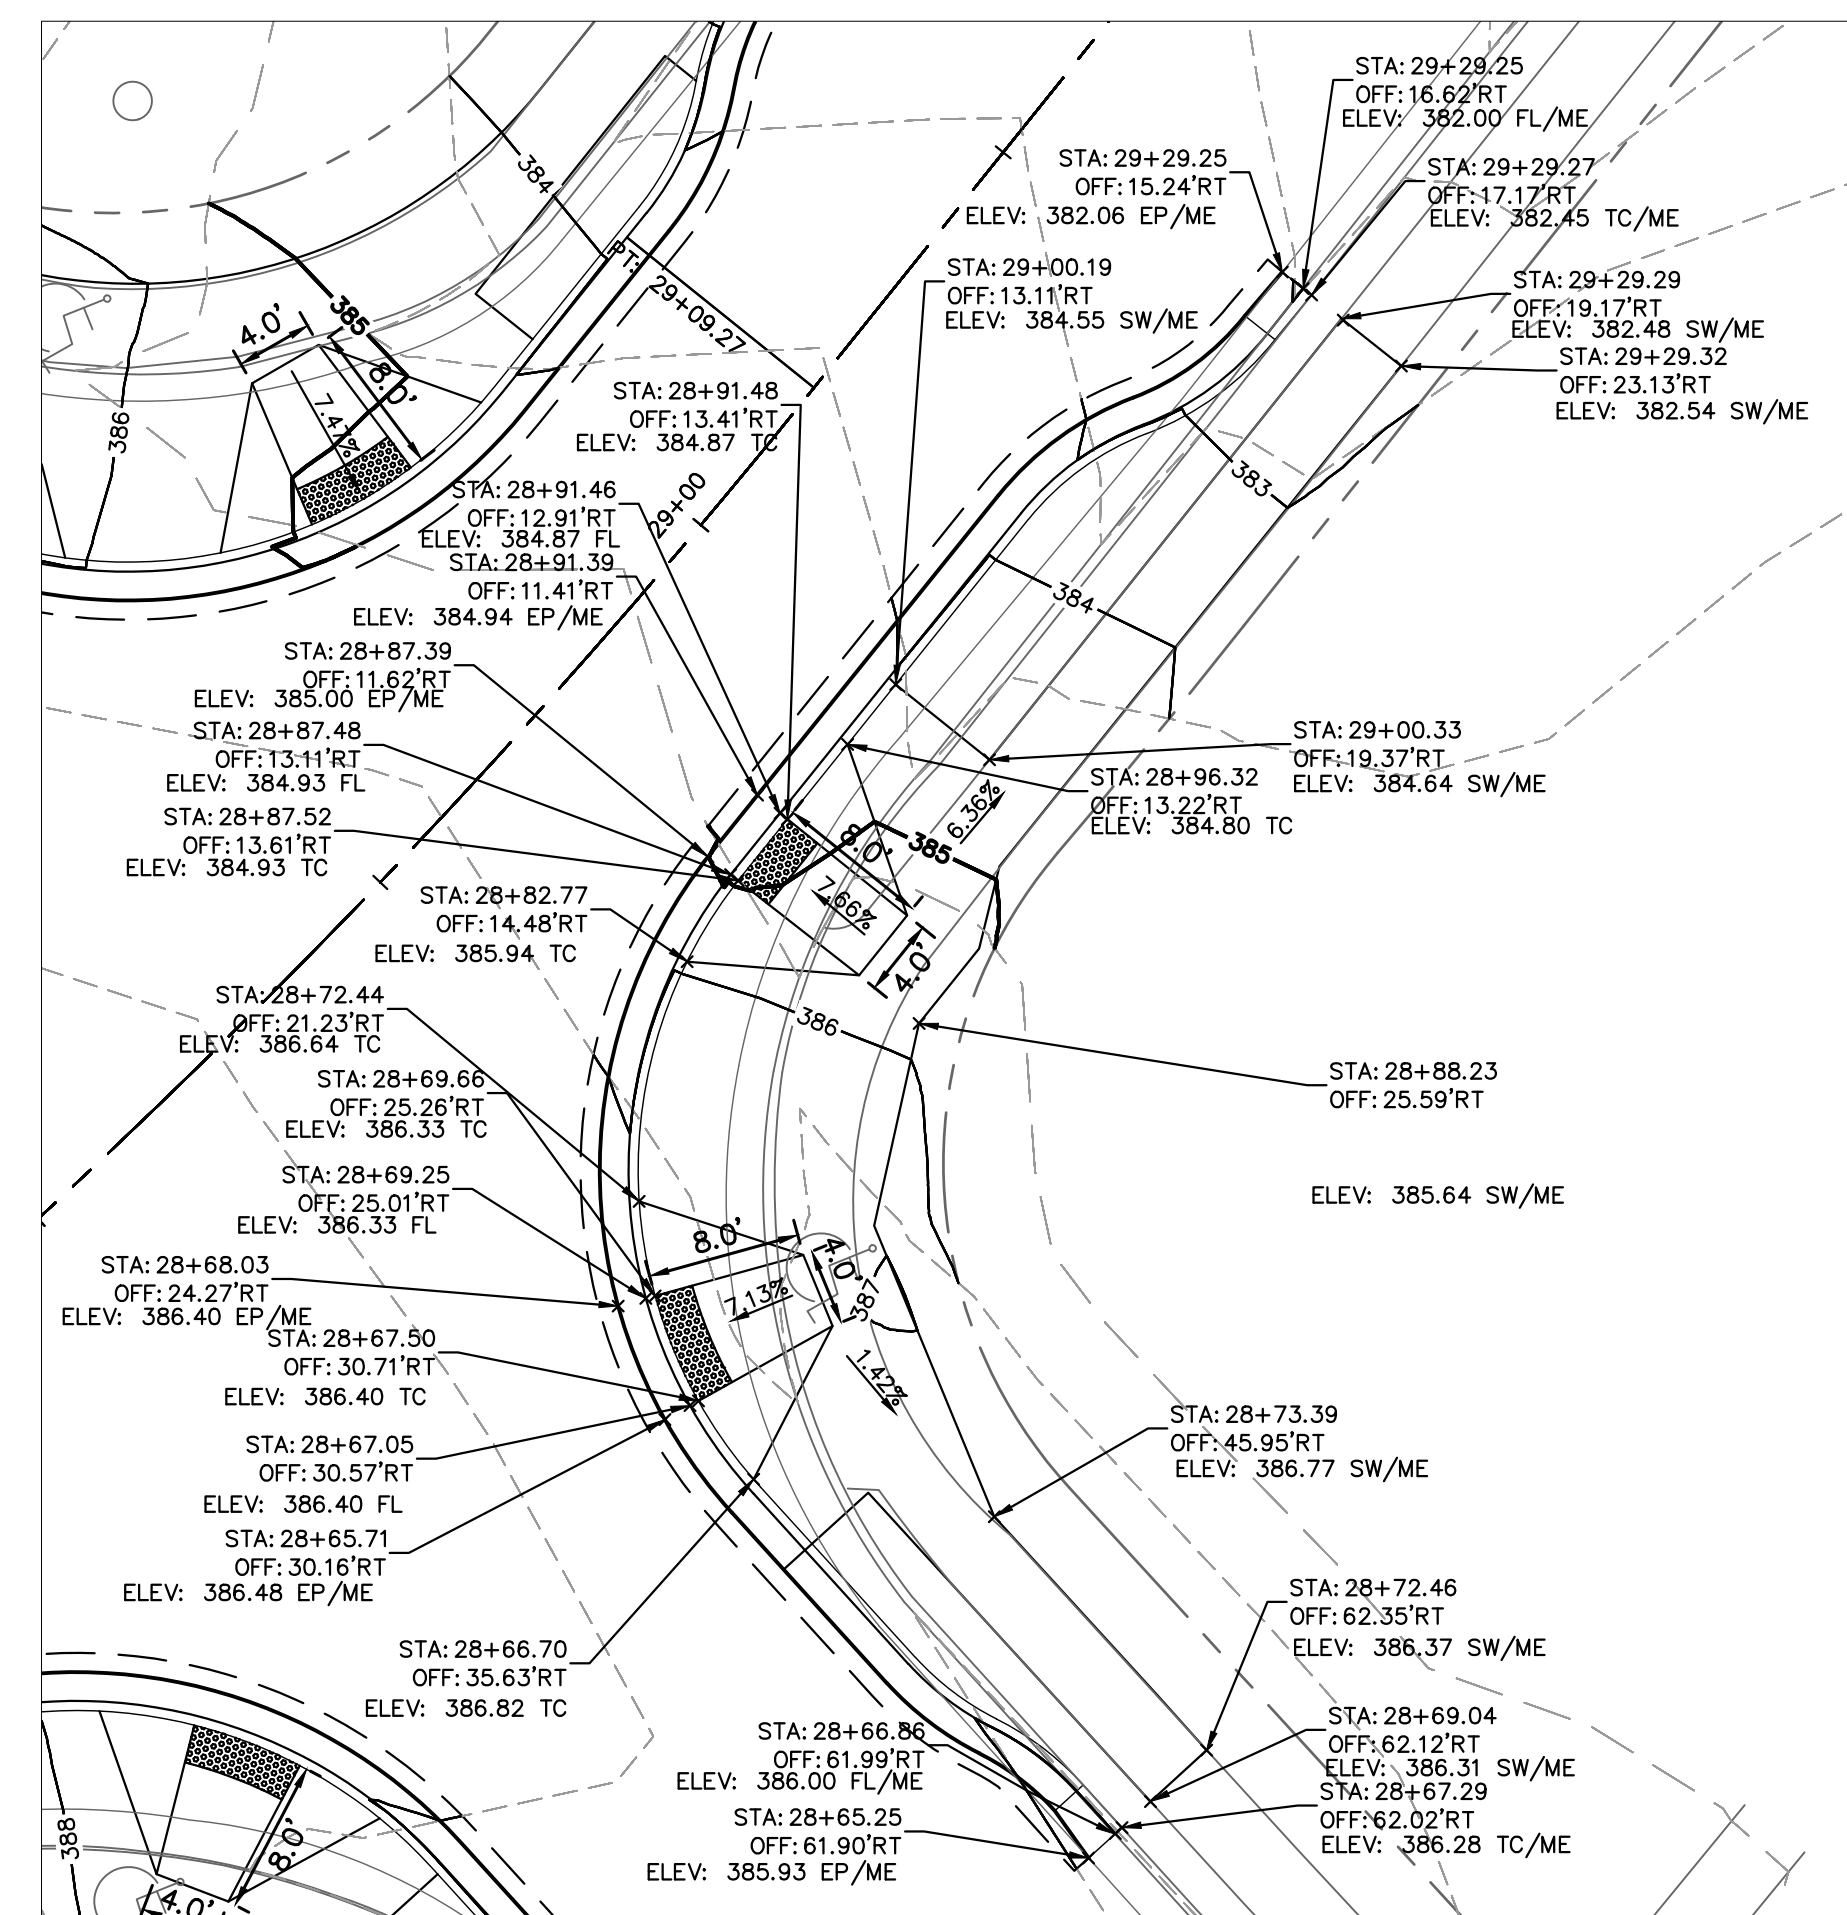 STA: 29+29.25
OFF: 16.62'RT
ELEV: 382.00 FL/ME
STA: 29+29.25
OFF: 15.24'RT
ELEV: 382.06 EP/ME
STA: 29+29.27
OFF: 17.17'RT
ELEV: 382.45 TC/ME
384
PT: 29+09.27
STA: 29+00.19
OFF: 13.11'RT
ELEV: 384.55 SW/ME
STA: 29+29.29
OFF: 19.17'RT
ELEV: 382.48 SW/ME
STA: 29+29.32
OFF: 23.13'RT
ELEV: 382.54 SW/ME
4.0'
385
8.0'
7.47%
386
STA: 28+91.48
OFF: 13.41'RT
ELEV: 384.87 TC
383
STA: 28+91.46
OFF: 12.91'RT
ELEV: 384.87 FL
29+00
STA: 28+91.39
OFF: 11.41'RT
ELEV: 384.94 EP/ME
384
STA: 28+87.39
OFF: 11.62'RT
ELEV: 385.00 EP/ME
STA: 28+87.48
OFF: 13.11'RT
ELEV: 384.93 FL
STA: 29+00.33
OFF: 19.37'RT
ELEV: 384.64 SW/ME
STA: 28+96.32
OFF: 13.22'RT
ELEV: 384.80 TC
STA: 28+87.52
OFF: 13.61'RT
ELEV: 384.93 TC
6.36%
8.0'
385
7.66%
4.0'
STA: 28+82.77
OFF: 14.48'RT
ELEV: 385.94 TC
STA: 28+72.44
OFF: 21.23'RT
ELEV: 386.64 TC
386
STA: 28+69.66
OFF: 25.26'RT
ELEV: 386.33 TC
STA: 28+88.23
OFF: 25.59'RT
ELEV: 385.64 SW/ME
STA: 28+69.25
OFF: 25.01'RT
ELEV: 386.33 FL
8.0'
4.0'
7.13%
387
1.42%
STA: 28+68.03
OFF: 24.27'RT
ELEV: 386.40 EP/ME
STA: 28+67.50
OFF: 30.71'RT
ELEV: 386.40 TC
STA: 28+67.05
OFF: 30.57'RT
ELEV: 386.40 FL
STA: 28+73.39
OFF: 45.95'RT
ELEV: 386.77 SW/ME
STA: 28+65.71
OFF: 30.16'RT
ELEV: 386.48 EP/ME
STA: 28+72.46
OFF: 62.35'RT
ELEV: 386.37 SW/ME
STA: 28+66.70
OFF: 35.63'RT
ELEV: 386.82 TC
STA: 28+66.86
OFF: 61.99'RT
ELEV: 386.00 FL/ME
STA: 28+69.04
OFF: 62.12'RT
ELEV: 386.31 SW/ME
STA: 28+67.29
OFF: 62.02'RT
ELEV: 386.28 TC/ME
STA: 28+65.25
OFF: 61.90'RT
ELEV: 385.93 EP/ME
388
8.0'
4.0'